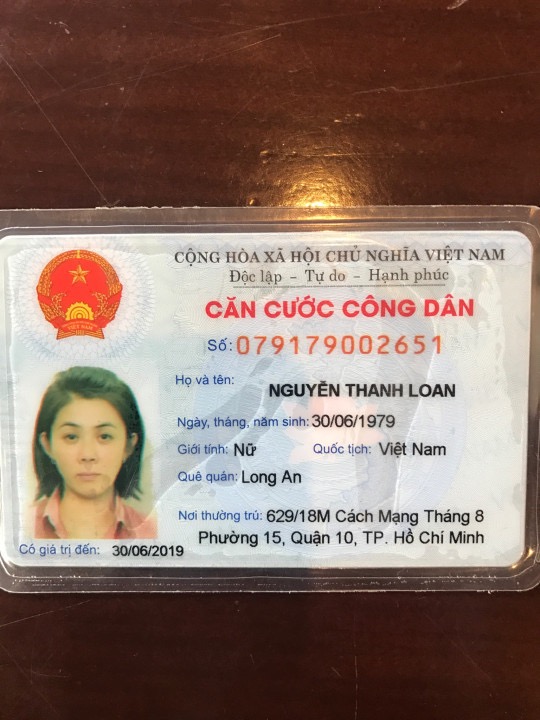 CỘNG HÒA XÃ HỘI CHỦ NGHĨA VIỆT NAM
Độc lập - Tự do - Hạnh phúc
CĂN CƯỚC CÔNG DÂN
Số: 079179002651
Họ và tên: NGUYỄN THANH LOAN
Ngày, tháng, năm sinh: 30/06/1979
Giới tính: Nữ Quốc tịch: Việt Nam
Quê quán: Long An
Nơi thường trú: 629/18M Cách Mạng Tháng 8
Phường 15, Quận 10, TP. Hồ Chí Minh
Có giá trị đến: 30/06/2019
VIỆT NAM